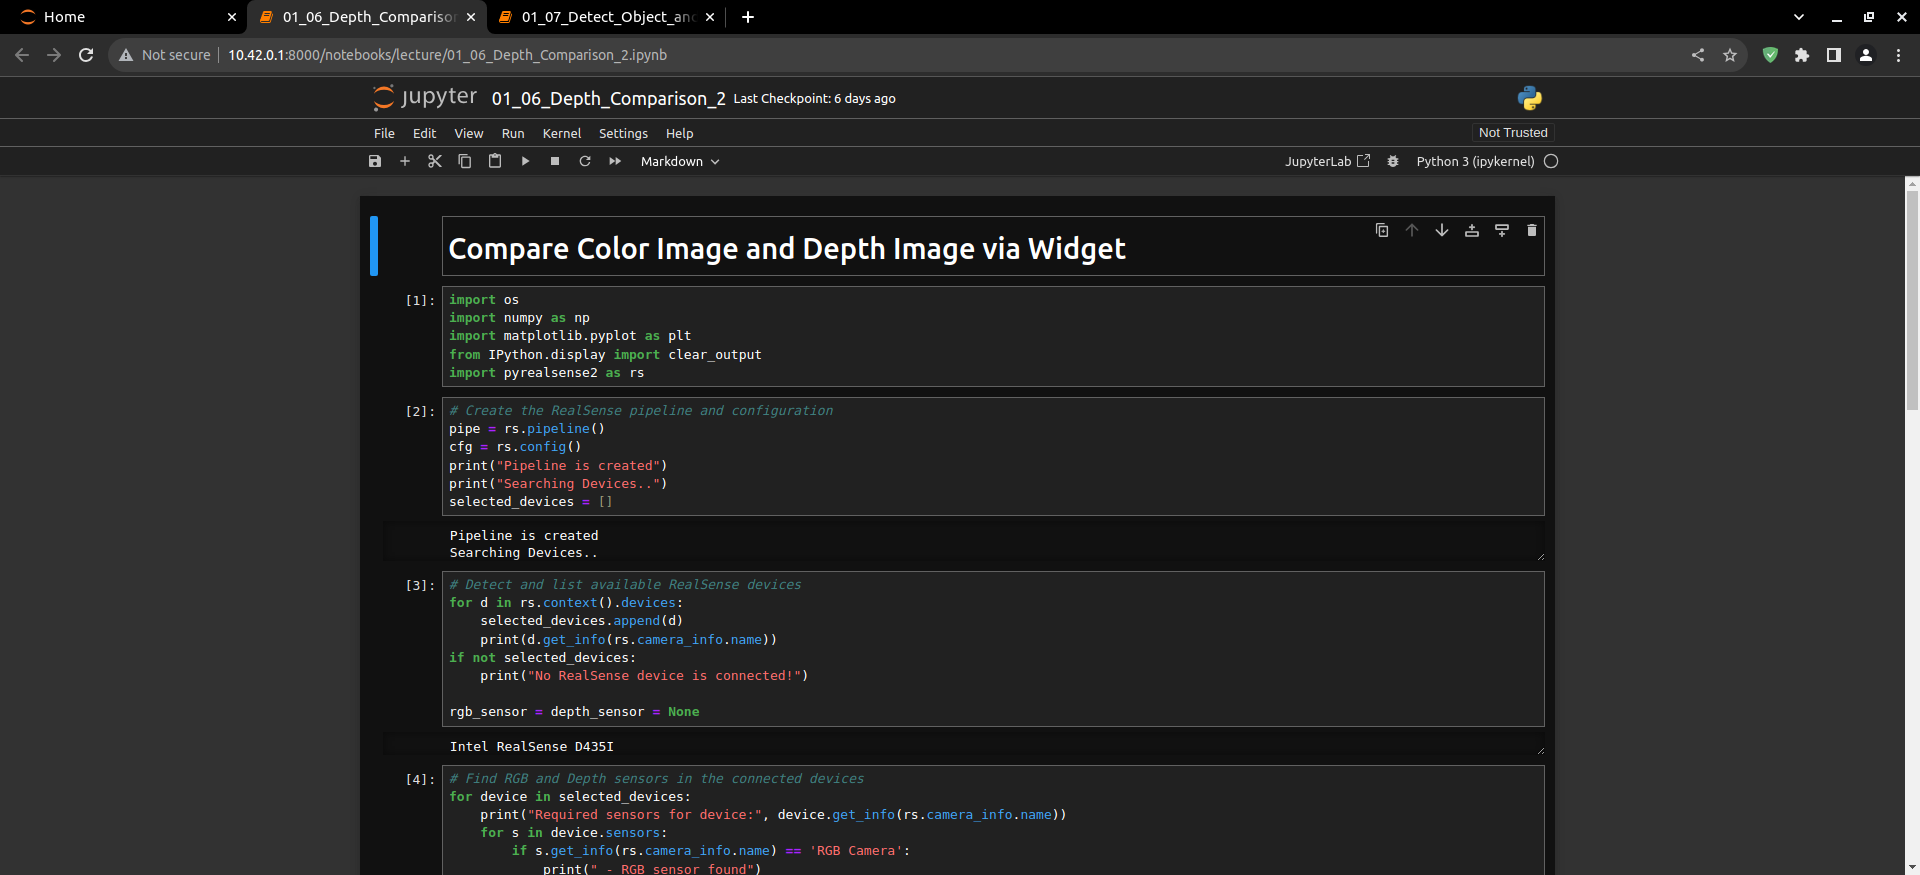 Home
01_06_Depth_Comparison
01_07_Detect_Object_and
Not secure
10.42.0.1:8000/notebooks/lecture/01_06_Depth_Comparison_2.ipynb
jupyter 01_06_Depth_Comparison_2 Last Checkpoint: 6 days ago
File Edit View Run Kernel Settings Help
Not Trusted
Markdown
JupyterLab
Python 3 (ipykernel)
Compare Color Image and Depth Image via Widget
[1]:
import os
import numpy as np
import matplotlib.pyplot as plt
from IPython.display import clear_output
import pyrealsense2 as rs
[2]:
# Create the RealSense pipeline and configuration
pipe = rs.pipeline()
cfg = rs.config()
print("Pipeline is created")
print("Searching Devices..")
selected_devices = []
Pipeline is created
Searching Devices..
[3]:
# Detect and list available RealSense devices
for d in rs.context().devices:
    selected_devices.append(d)
    print(d.get_info(rs.camera_info.name))
if not selected_devices:
    print("No RealSense device is connected!")
rgb_sensor = depth_sensor = None
Intel RealSense D435I
[4]:
# Find RGB and Depth sensors in the connected devices
for device in selected_devices:
    print("Required sensors for device:", device.get_info(rs.camera_info.name))
    for s in device.sensors:
        if s.get_info(rs.camera_info.name) == 'RGB Camera':
            print(" - RGB sensor found")